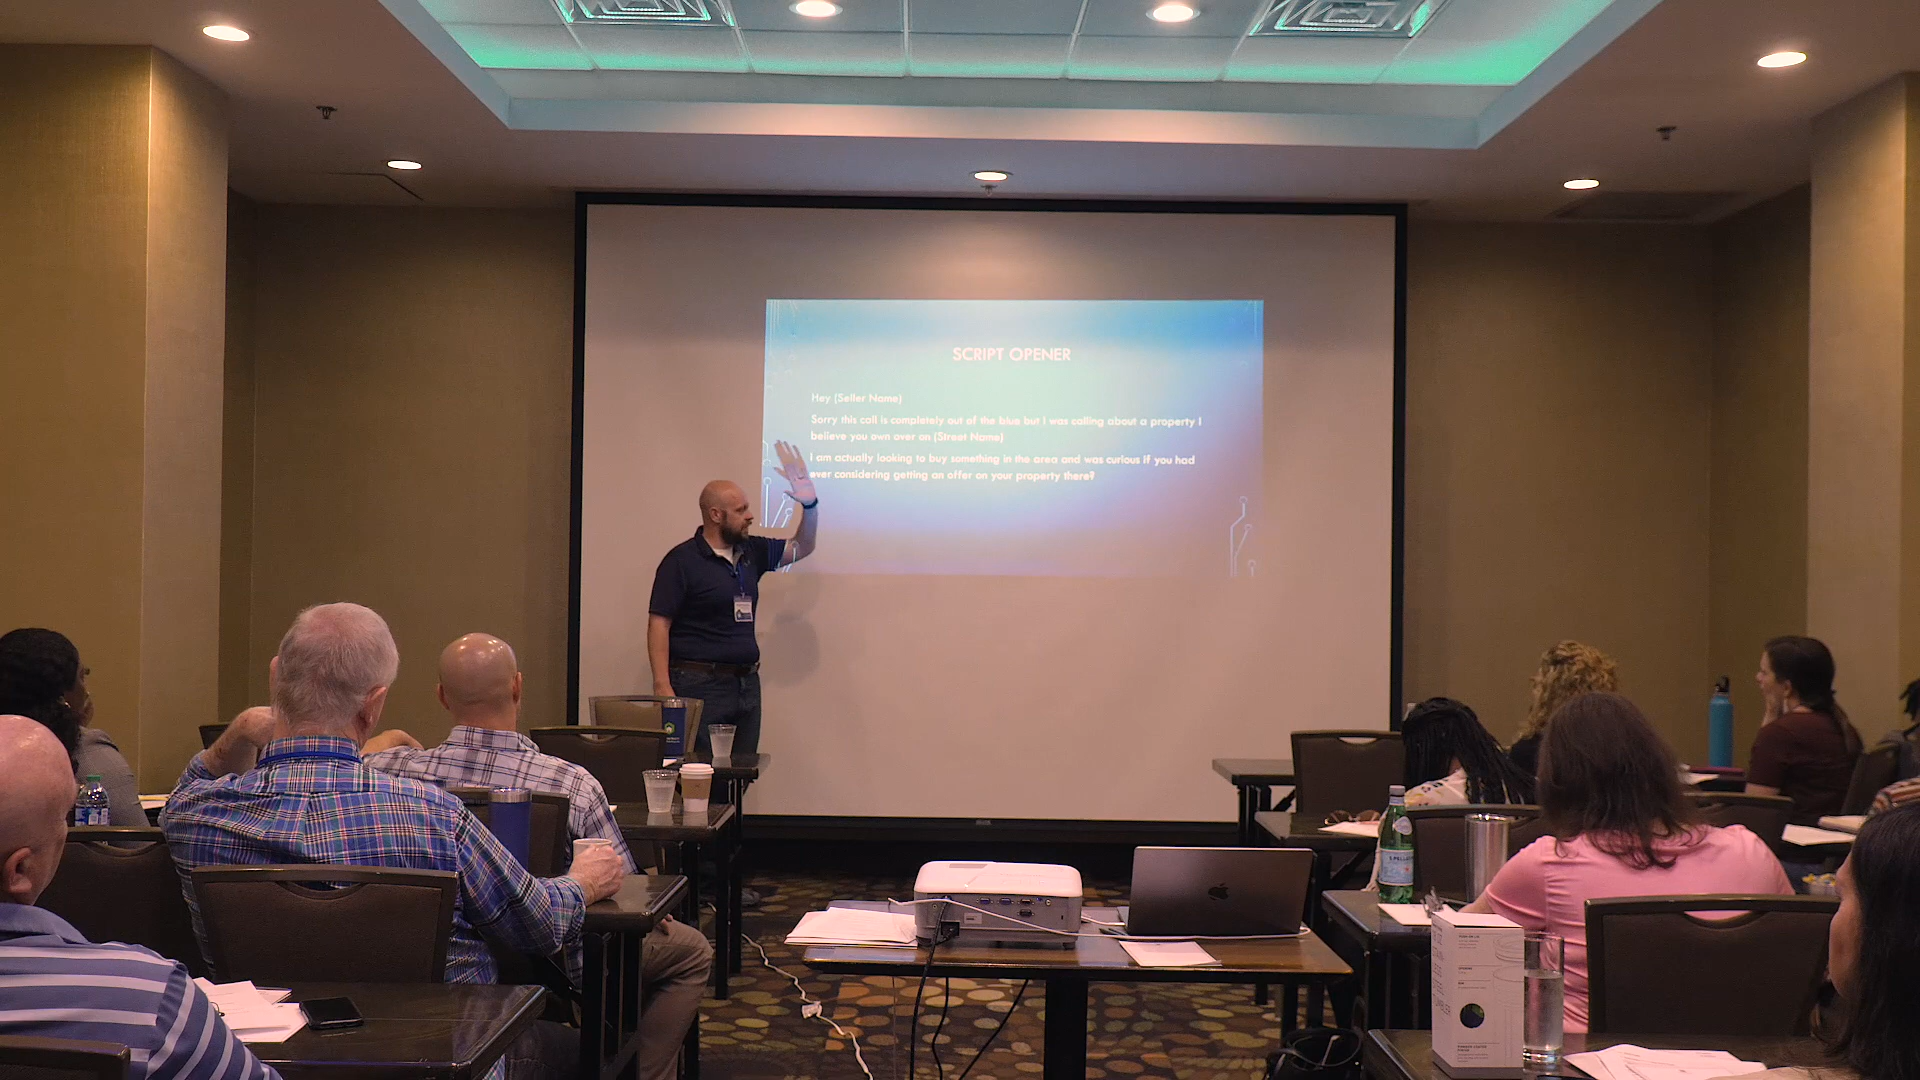 SCRIPT OPENER
Hey (Seller Name)
Sorry this call is completely out of the blue but I was calling about a property I
believe you own over on (Street Name)
I am actually looking to buy something in the area and was curious if you had
ever considering getting an offer on your property there?